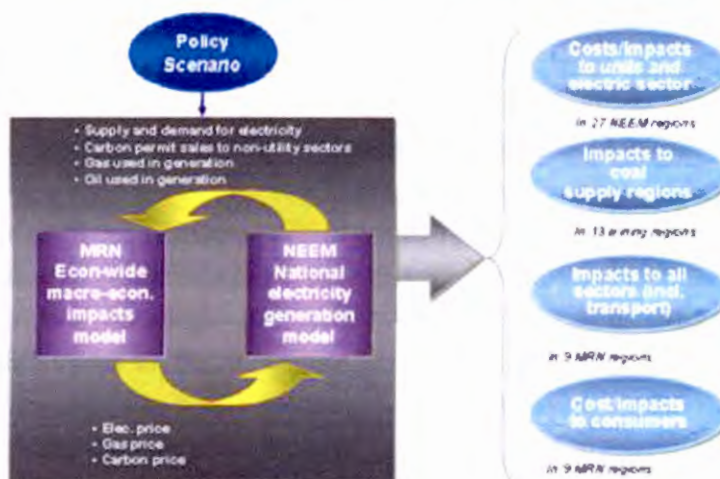 Policy
Scenario
• Supply and demand for electricity
• Carbon permit sales to non-utility sectors
• Gas used in generation
• Oil used in generation
MRN
Econ-wide
macro-econ.
impacts
model
NEEM
National
electricity
generation
model
• Elec. price
• Gas price
• Carbon price
Costs/Impacts
to units and
electric sector
in 27 NEEM regions
Impacts to
coal
supply regions
in 13 regions
Impacts to all
sectors (incl.
transport)
in 9 MRN regions
Cost/impacts
to consumers
in 9 MRN regions